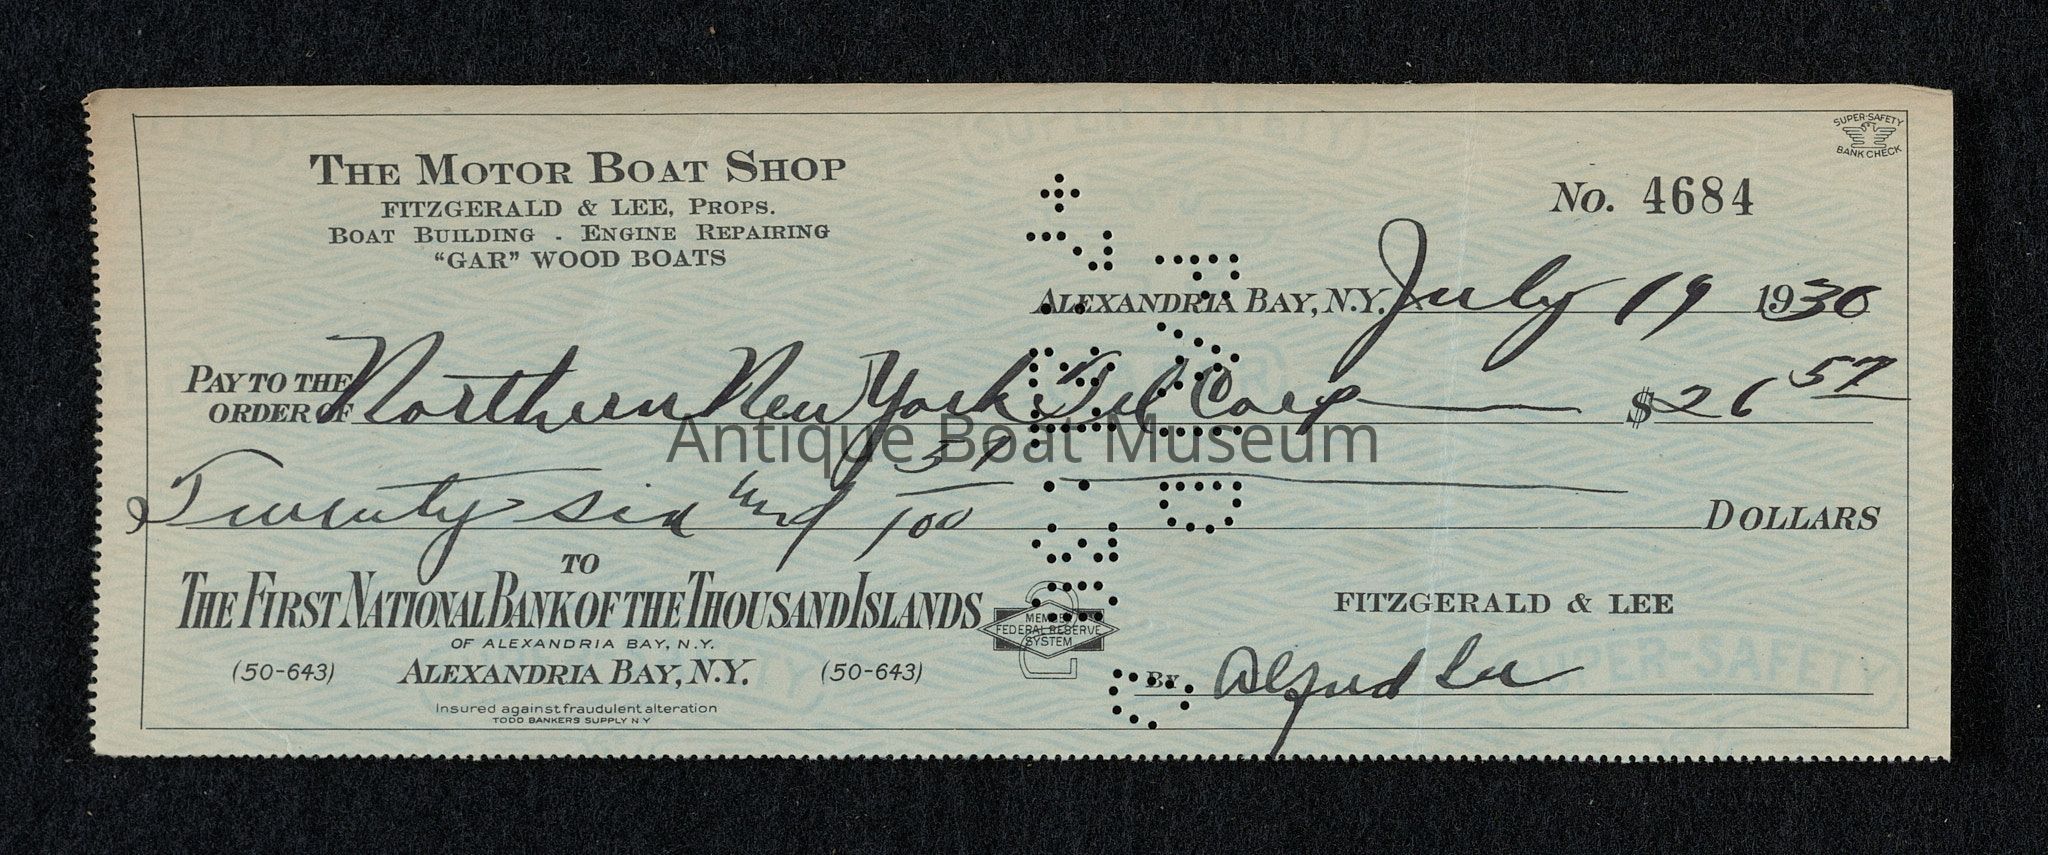 SUPER-SAFETY
BANK CHECK
THE MOTOR BOAT SHOP
FITZGERALD & LEE, PROPS.
BOAT BUILDING - ENGINE REPAIRING
"GAR" WOOD BOATS
No. 4684
ALEXANDRIA BAY, N.Y. July 19 1930
PAY TO THE ORDER OF Northern New York Tel Corp $26 57
Antique Boat Museum
Twenty six and 57/100 DOLLARS
TO
THE FIRST NATIONAL BANK OF THE THOUSAND ISLANDS
OF ALEXANDRIA BAY, N.Y.
(50-643) ALEXANDRIA BAY, N.Y. (50-643)
Insured against fraudulent alteration
TODD BANKERS SUPPLY N Y
MEMBER
FEDERAL RESERVE
SYSTEM
FITZGERALD & LEE
By Alfred Lee
SUPER-SAFETY